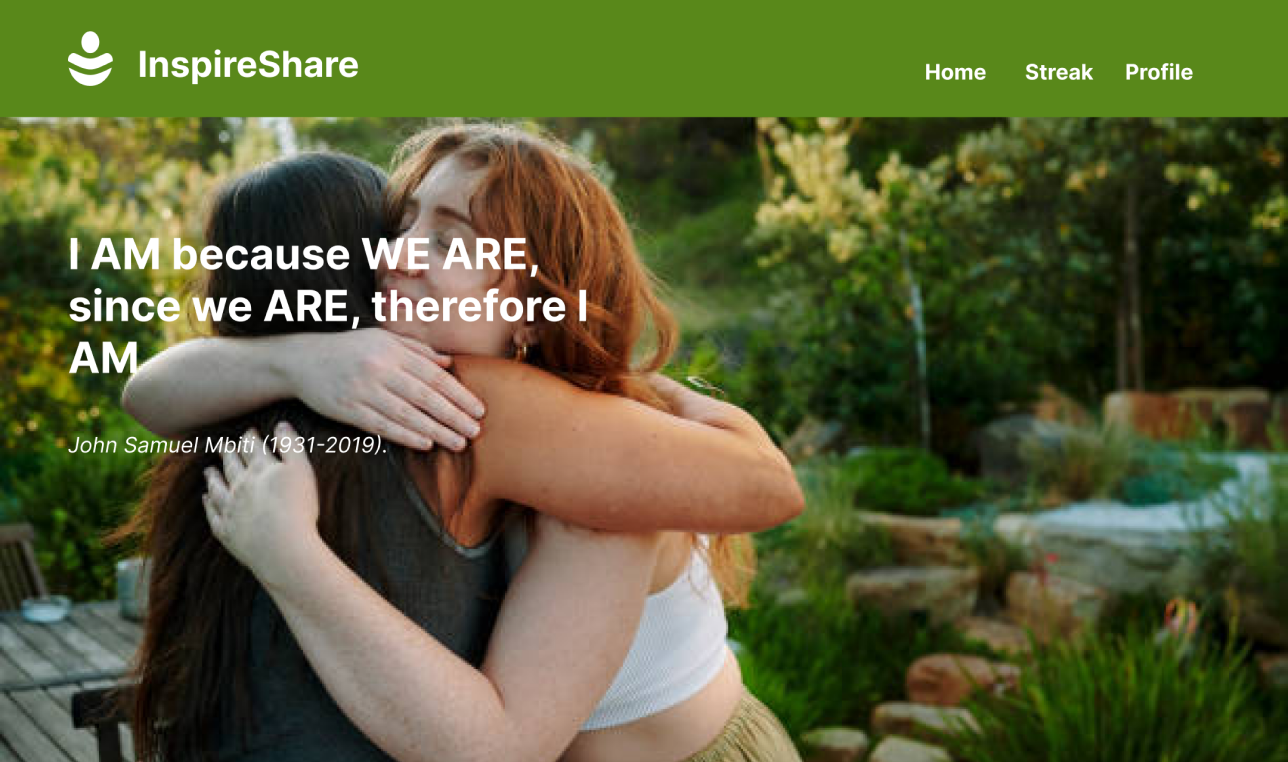 InspireShare
Home Streak Profile
I AM because WE ARE,
since we ARE, therefore I
AM
John Samuel Mbiti (1931-2019).